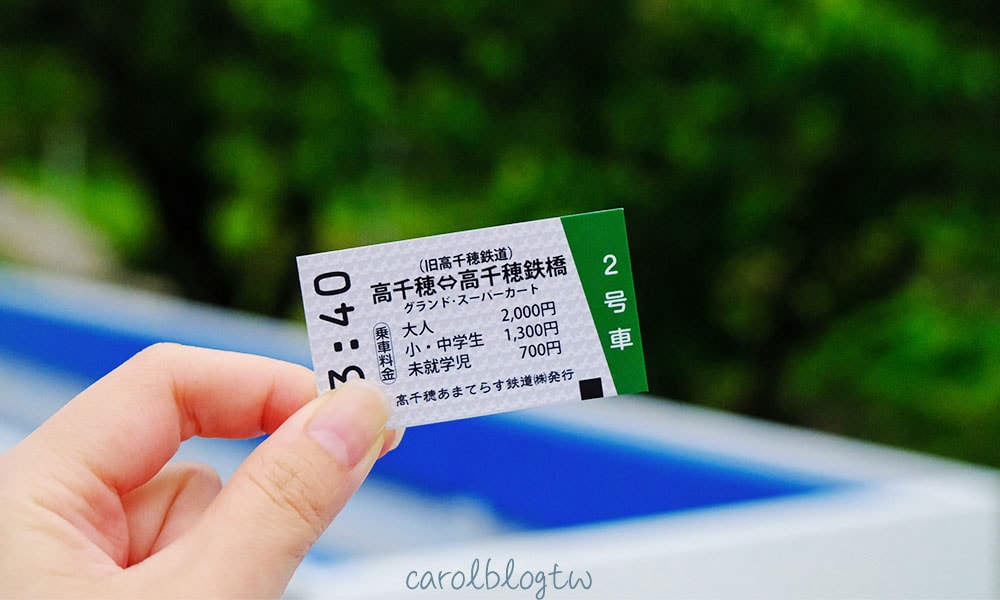 3:40
(旧高千穂鉄道)
高千穂⇔高千穂鉄橋
グランド・スーパーカート
乗車料金
大人 2,000円
小・中学生 1,300円
未就学児 700円
高千穂あまてらす鉄道㈱発行
2号車
carolblogtw